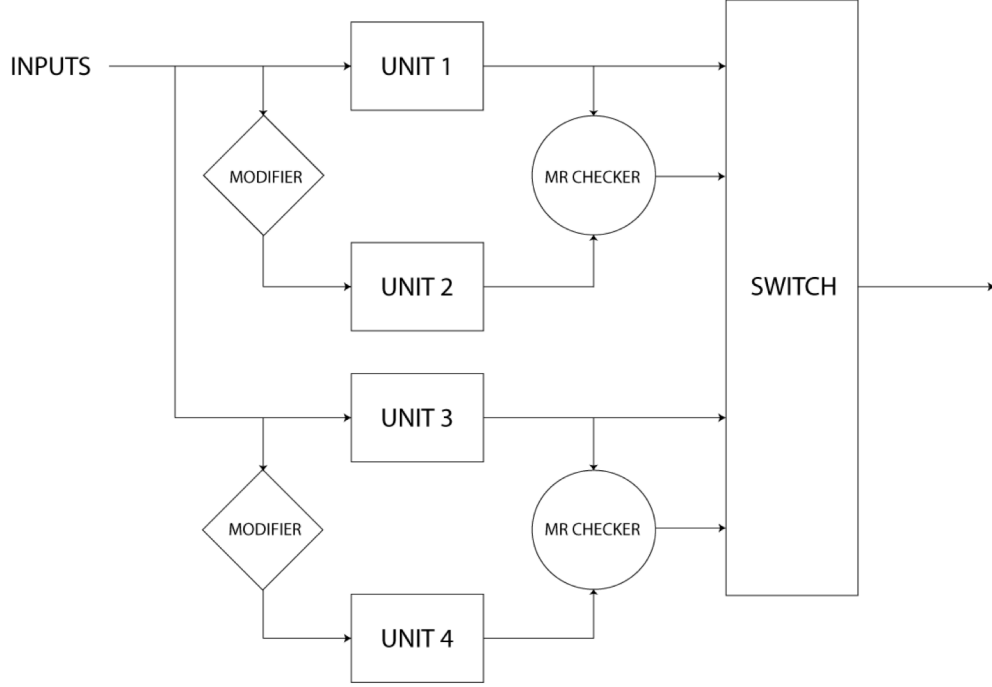 INPUTS
UNIT 1
MODIFIER
MR CHECKER
UNIT 2
SWITCH
UNIT 3
MODIFIER
MR CHECKER
UNIT 4